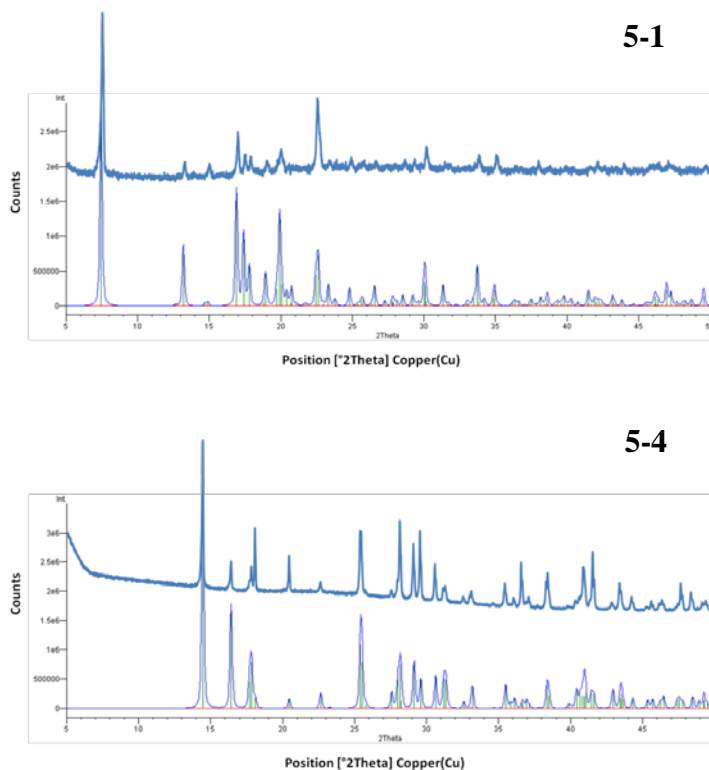 5-1
Int.
2.5e6
2e6
1.5e6
1e6
500000
0
Counts
5 10 15 20 25 30 35 40 45 50
2Theta
Position [°2Theta] Copper(Cu)
5-4
Int
3e6
2.5e6
2e6
1.5e6
1e6
500000
0
Counts
5 10 15 20 25 30 35 40 45 50
2Theta
Position [°2Theta] Copper(Cu)